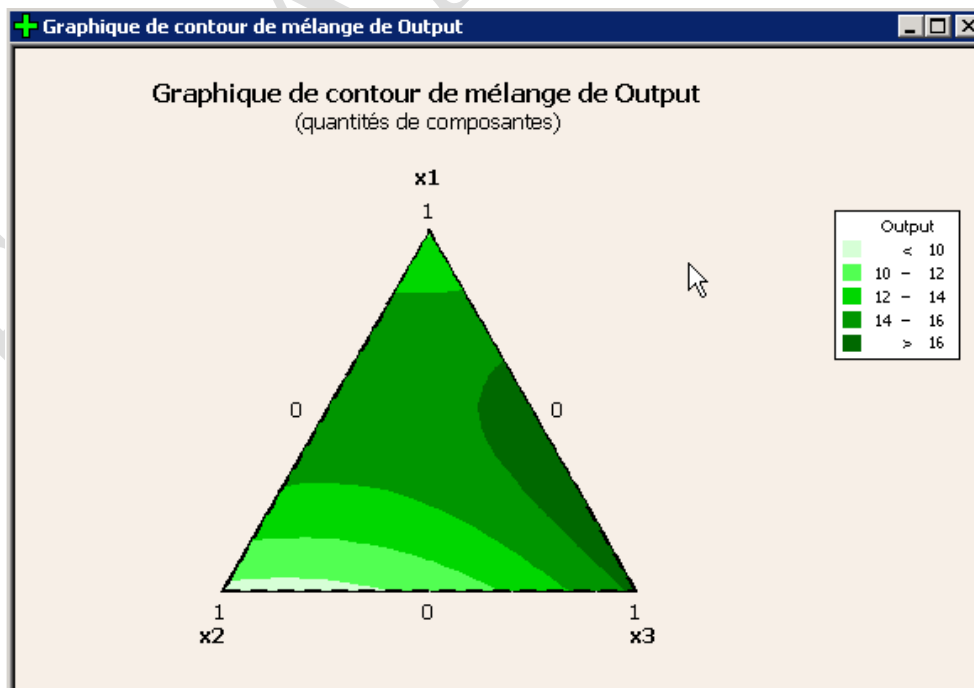 Graphique de contour de mélange de Output
Graphique de contour de mélange de Output
(quantités de composantes)
x1
1
Output
< 10
10 - 12
12 - 14
14 - 16
> 16
0
0
1
0
1
x2
x3